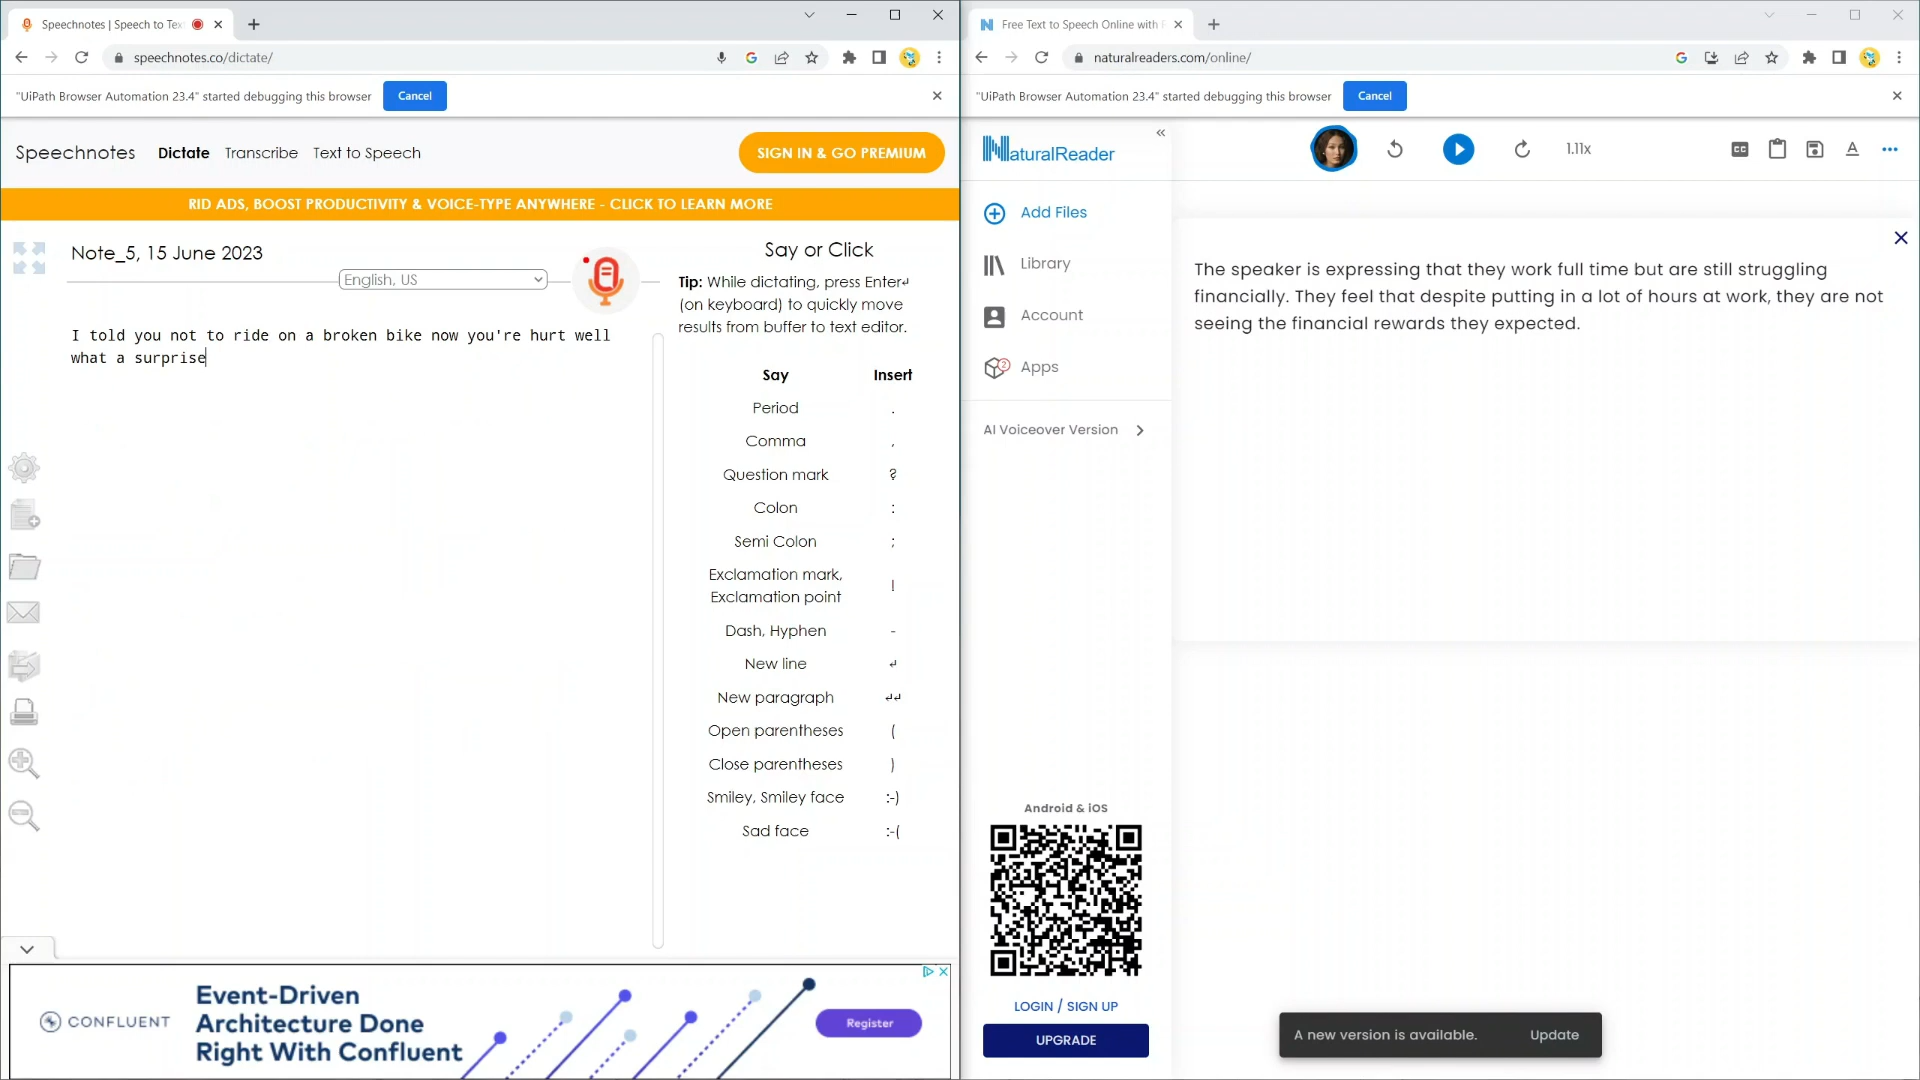 Speechnotes | Speech to Tex
speechnotes.co/dictate/
"UiPath Browser Automation 23.4" started debugging this browser
Cancel
Speechnotes
Dictate
Transcribe
Text to Speech
SIGN IN & GO PREMIUM
RID ADS, BOOST PRODUCTIVITY & VOICE-TYPE ANYWHERE - CLICK TO LEARN MORE
Note_5, 15 June 2023
English, US
I told you not to ride on a broken bike now you're hurt well
what a surprise
Say or Click
Tip: While dictating, press Enter↵
(on keyboard) to quickly move
results from buffer to text editor.
Say Insert
Period .
Comma ,
Question mark ?
Colon :
Semi Colon ;
Exclamation mark,
Exclamation point !
Dash, Hyphen -
New line ↵
New paragraph ↵↵
Open parentheses (
Close parentheses )
Smiley, Smiley face :-)
Sad face :-(
CONFLUENT
Event-Driven
Architecture Done
Right With Confluent
Register
Free Text to Speech Online with
naturalreaders.com/online/
"UiPath Browser Automation 23.4" started debugging this browser
Cancel
NaturalReader
1.11x
CC
Add Files
Library
Account
2
Apps
AI Voiceover Version
The speaker is expressing that they work full time but are still struggling
financially. They feel that despite putting in a lot of hours at work, they are not
seeing the financial rewards they expected.
Android & iOS
LOGIN / SIGN UP
UPGRADE
A new version is available.
Update